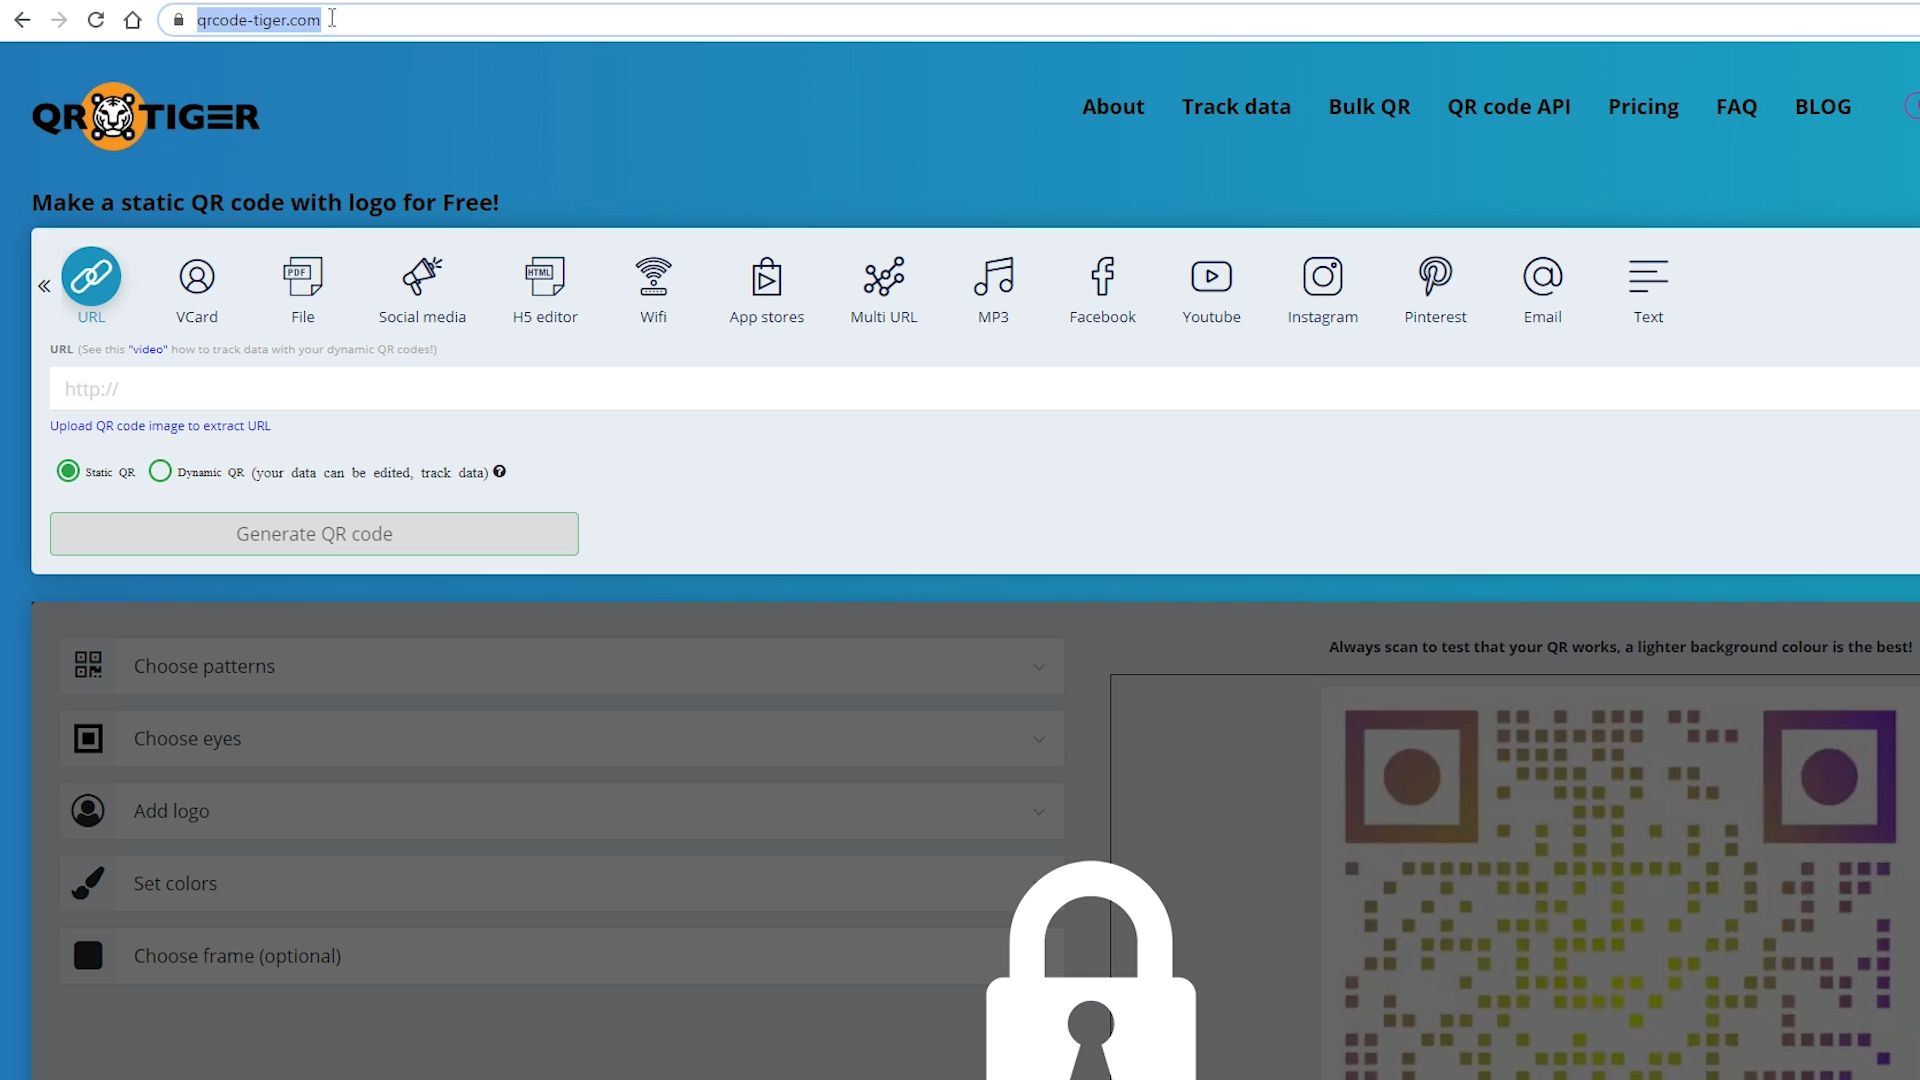 qrcode-tiger.com
QR TIGER
About Track data Bulk QR QR code API Pricing FAQ BLOG
Make a static QR code with logo for Free!
«
URL VCard File Social media H5 editor Wifi App stores Multi URL MP3 Facebook Youtube Instagram Pinterest Email Text
PDF
HTML
URL (See this "video" how to track data with your dynamic QR codes!)
http://
Upload QR code image to extract URL
Static QR Dynamic QR (your data can be edited, track data) ?
Generate QR code
Choose patterns
Always scan to test that your QR works, a lighter background colour is the best!
Choose eyes
Add logo
Set colors
Choose frame (optional)